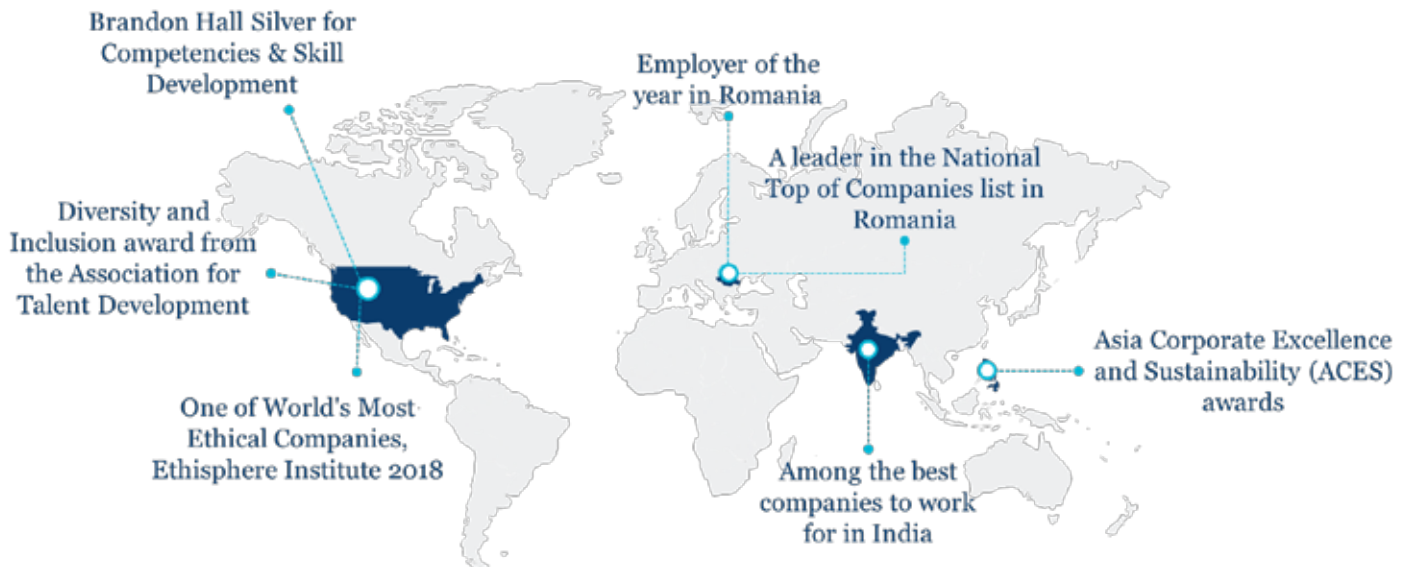 Brandon Hall Silver for
Competencies & Skill
Development
Employer of the
year in Romania
A leader in the National
Top of Companies list in
Romania
Diversity and
Inclusion award from
the Association for
Talent Development
Asia Corporate Excellence
and Sustainability (ACES)
awards
One of World's Most
Ethical Companies,
Ethisphere Institute 2018
Among the best
companies to work
for in India